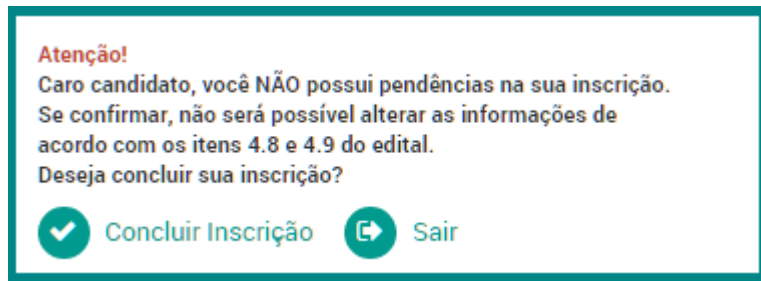 Atenção!
Caro candidato, você NÃO possui pendências na sua inscrição.
Se confirmar, não será possível alterar as informações de
acordo com os itens 4.8 e 4.9 do edital.
Deseja concluir sua inscrição?
Concluir Inscrição Sair